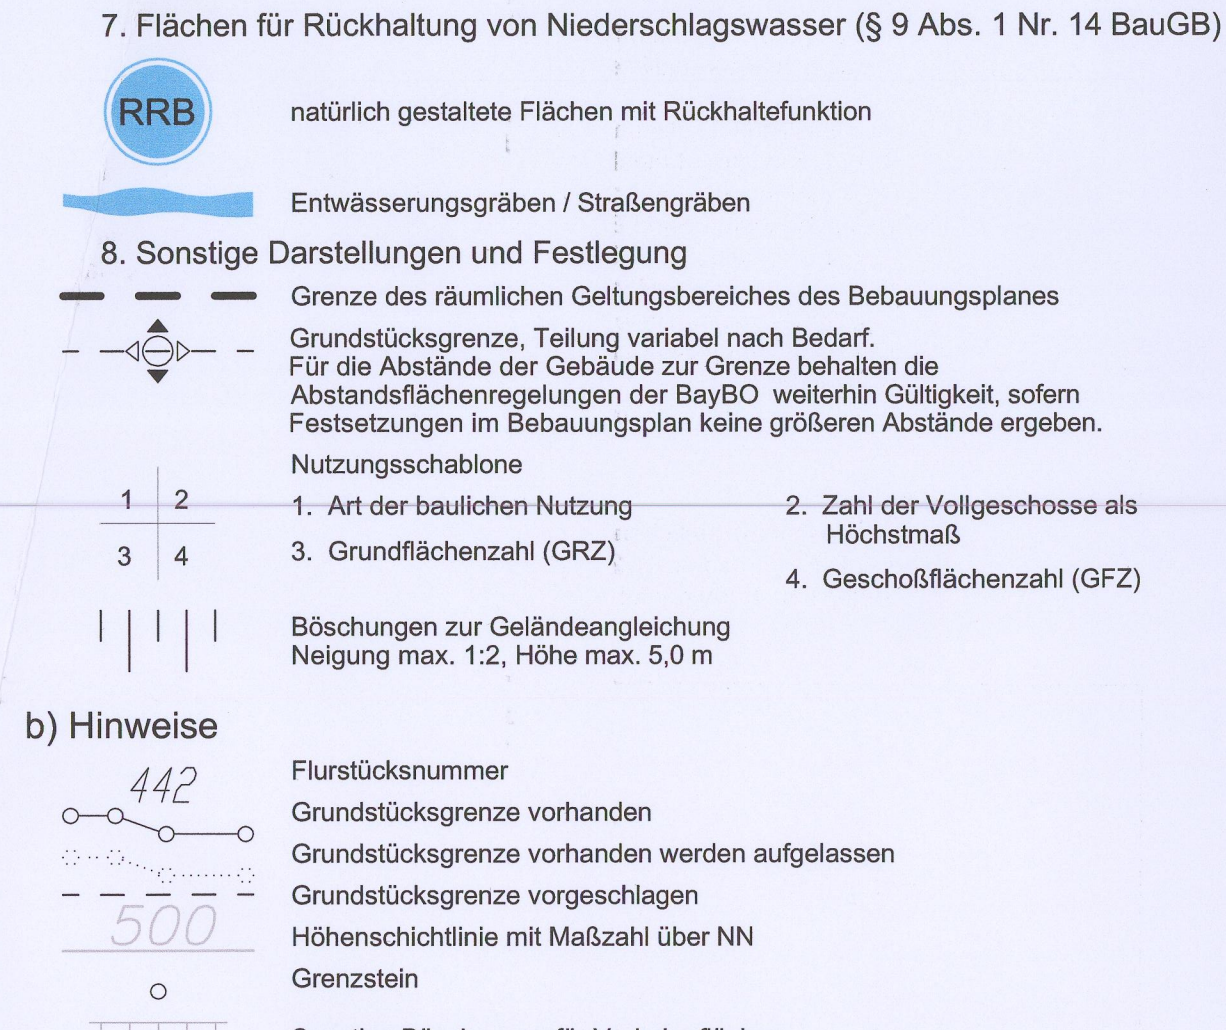 7. Flächen für Rückhaltung von Niederschlagswasser (§ 9 Abs. 1 Nr. 14 BauGB)
RRB
natürlich gestaltete Flächen mit Rückhaltefunktion
Entwässerungsgräben / Straßengräben
8. Sonstige Darstellungen und Festlegung
Grenze des räumlichen Geltungsbereiches des Bebauungsplanes
Grundstücksgrenze, Teilung variabel nach Bedarf.
Für die Abstände der Gebäude zur Grenze behalten die
Abstandsflächenregelungen der BayBO weiterhin Gültigkeit, sofern
Festsetzungen im Bebauungsplan keine größeren Abstände ergeben.
Nutzungsschablone
1 2
3 4
1. Art der baulichen Nutzung
2. Zahl der Vollgeschosse als
Höchstmaß
3. Grundflächenzahl (GRZ)
4. Geschoßflächenzahl (GFZ)
Böschungen zur Geländeangleichung
Neigung max. 1:2, Höhe max. 5,0 m
b) Hinweise
442
Flurstücksnummer
Grundstücksgrenze vorhanden
Grundstücksgrenze vorhanden werden aufgelassen
Grundstücksgrenze vorgeschlagen
500
Höhenschichtlinie mit Maßzahl über NN
Grenzstein